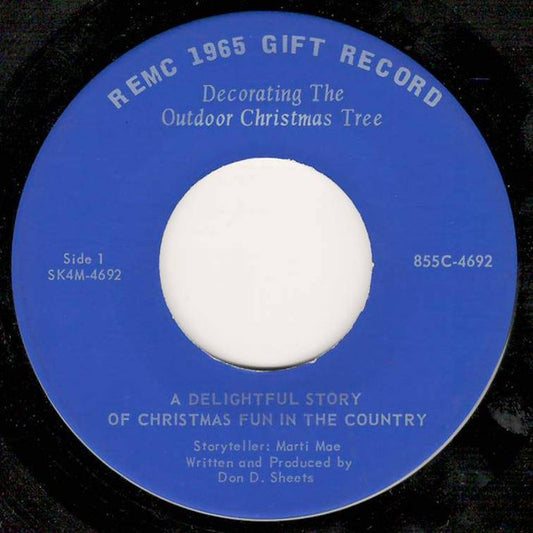 REMC 1965 GIFT RECORD
Decorating The
Outdoor Christmas Tree
Side 1
SK4M-4692
855C-4692
A DELIGHTFUL STORY
OF CHRISTMAS FUN IN THE COUNTRY
Storyteller: Marti Mae
Written and Produced by
Don D. Sheets